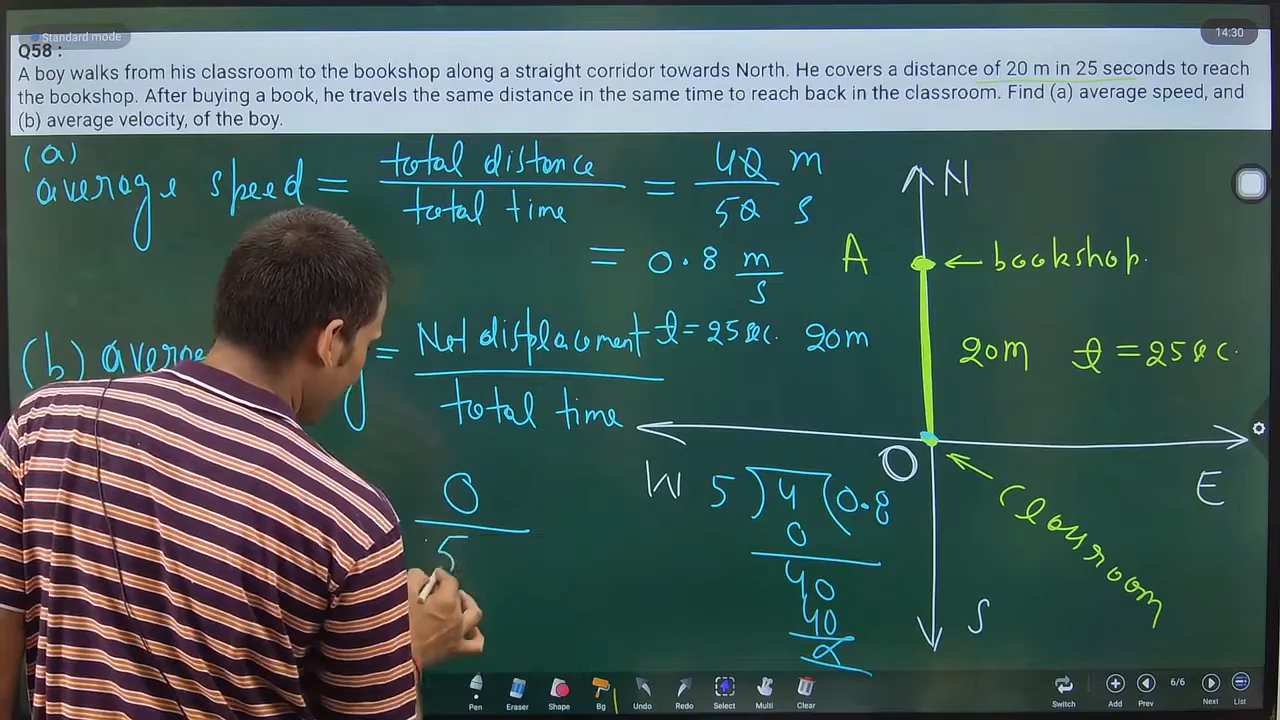 Standard mode
14:30
Q58 :
A boy walks from his classroom to the bookshop along a straight corridor towards North. He covers a distance of 20 m in 25 seconds to reach
the bookshop. After buying a book, he travels the same distance in the same time to reach back in the classroom. Find (a) average speed, and
(b) average velocity, of the boy.
(a)
average speed = total distance / total time = 40 m / 50 s
= 0.8 m/s
N
A ← bookshop.
(b) = Net displacement / total time
t = 25 sec. 20m
20m t = 25 sec.
W O E
classroom
0 / 5
5 ) 4 ( 0.8
0
40
40
S
Pen Eraser Shape Bg Undo Redo Select Multi Clear Switch Add Prev 6/6 Next List